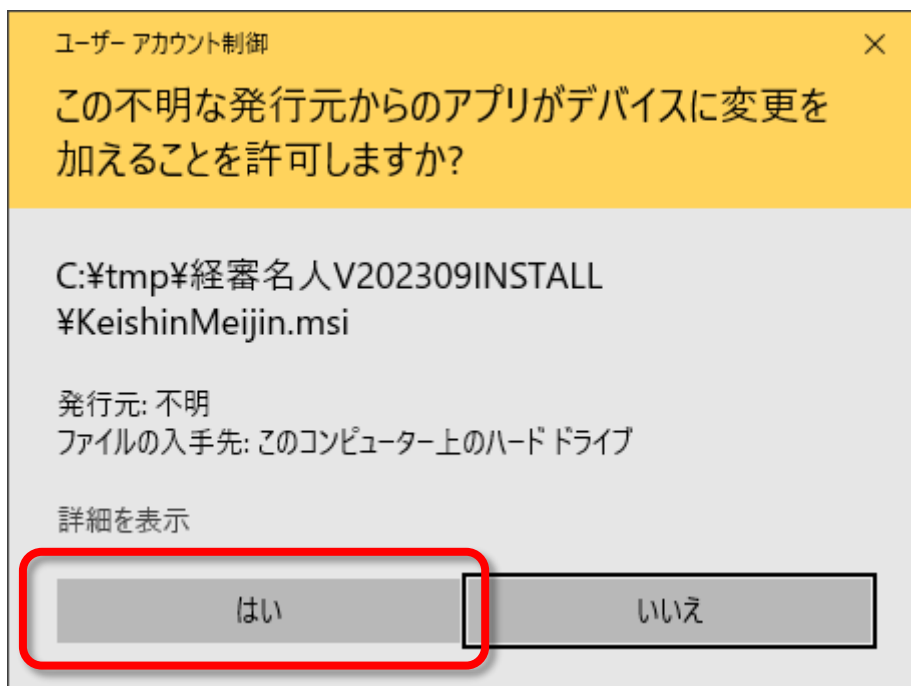 ユーザー アカウント制御
この不明な発行元からのアプリがデバイスに変更を
加えることを許可しますか?
C:¥tmp¥経審名人V202309INSTALL
¥KeishinMeijin.msi
発行元: 不明
ファイルの入手先: このコンピューター上のハード ドライブ
詳細を表示
はい
いいえ